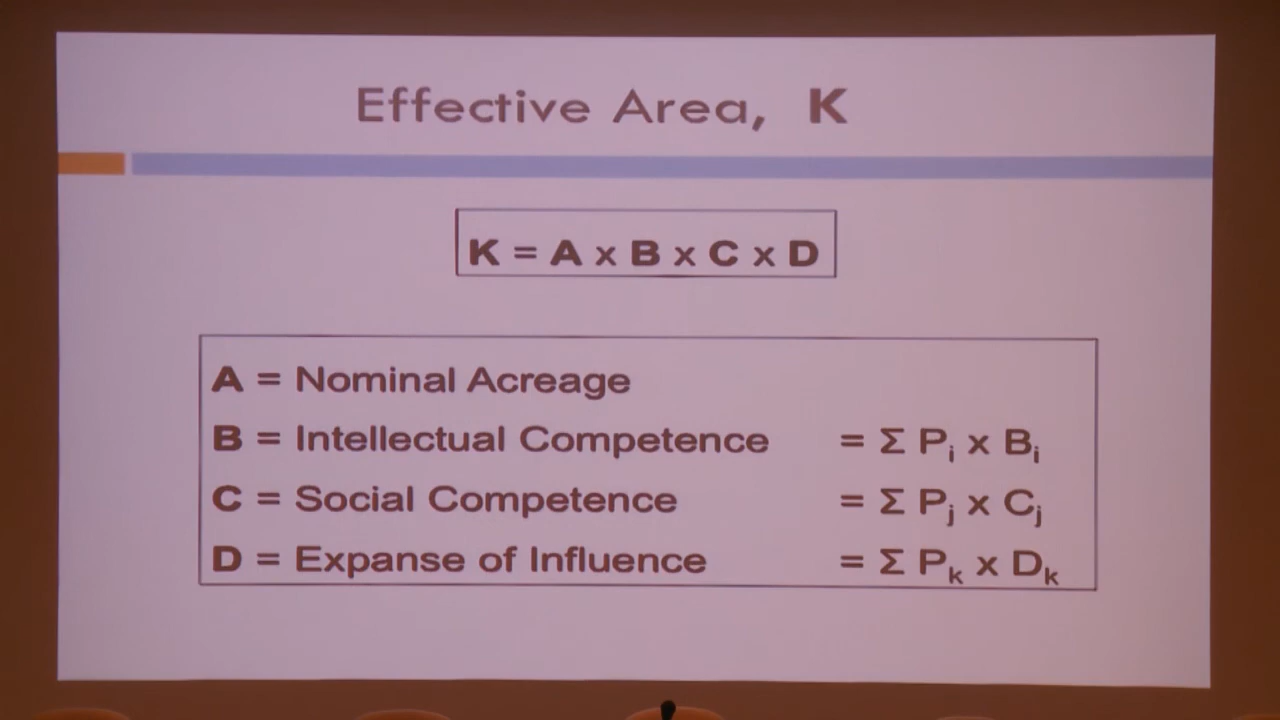 Effective Area, K
K = A x B x C x D
A = Nominal Acreage
B = Intellectual Competence = Σ Pᵢ x Bᵢ
C = Social Competence = Σ Pⱼ x Cⱼ
D = Expanse of Influence = Σ Pₖ x Dₖ